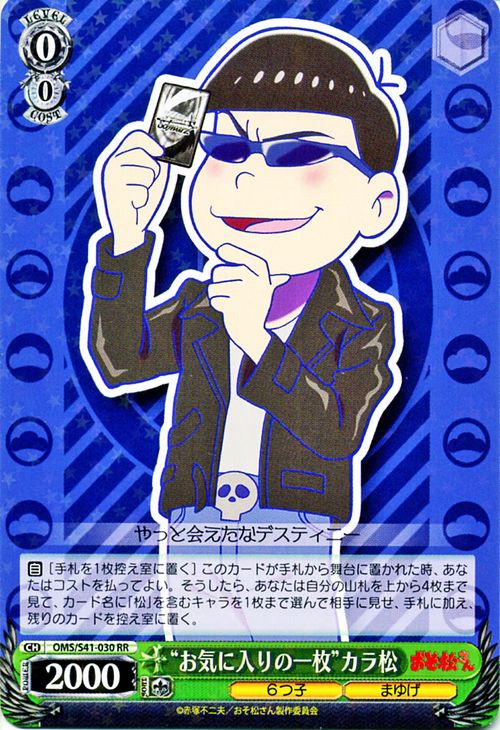 LEVEL
0
0
COST
やっと会えたなデスティニー
自 [手札を1枚控え室に置く] このカードが手札から舞台に置かれた時、あな
たはコストを払ってよい。そうしたら、あなたは自分の山札を上から4枚まで
見て、カード名に「松」を含むキャラを1枚まで選んで相手に見せ、手札に加え、
残りのカードを控え室に置く。
CH OMS/S41-030 RR
POWER
2000
SOUL
“お気に入りの一枚”カラ松
おそ松さん
6つ子
まゆげ
©赤塚不二夫／おそ松さん製作委員会